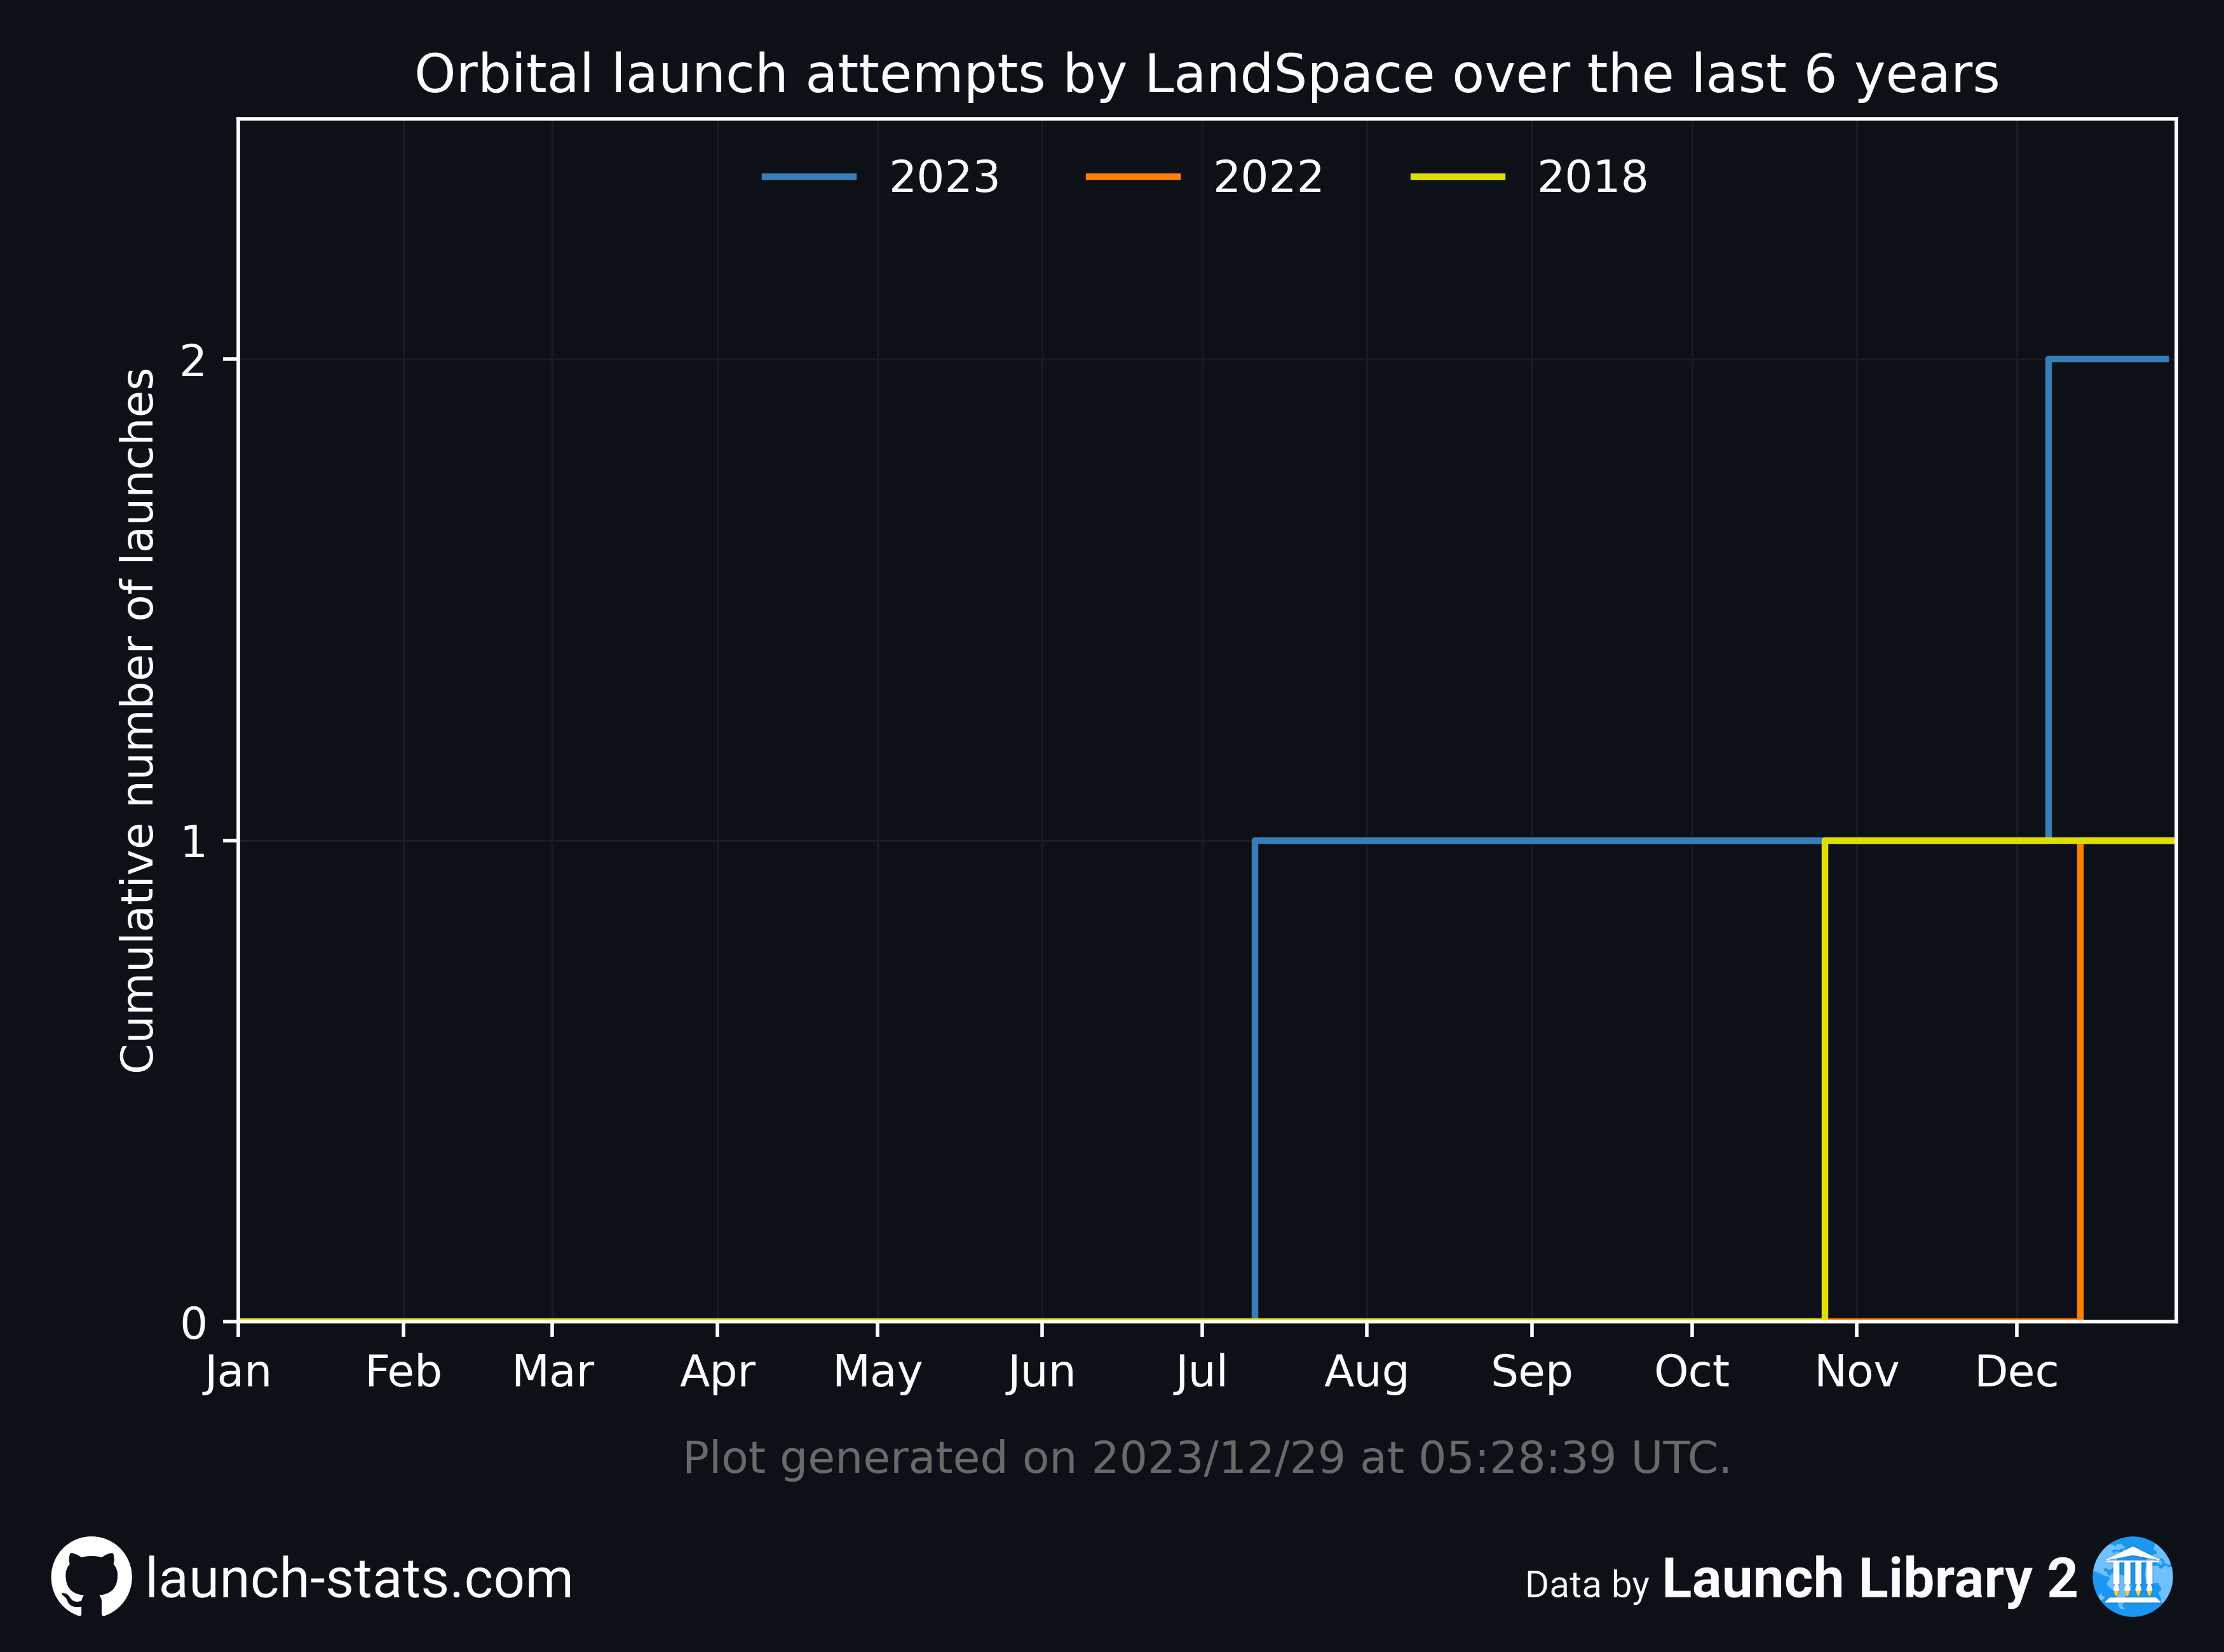 Orbital launch attempts by LandSpace over the last 6 years
2023 2022 2018
Cumulative number of launches
2
1
0
Jan Feb Mar Apr May Jun Jul Aug Sep Oct Nov Dec
Plot generated on 2023/12/29 at 05:28:39 UTC.
launch-stats.com
Data by Launch Library 2